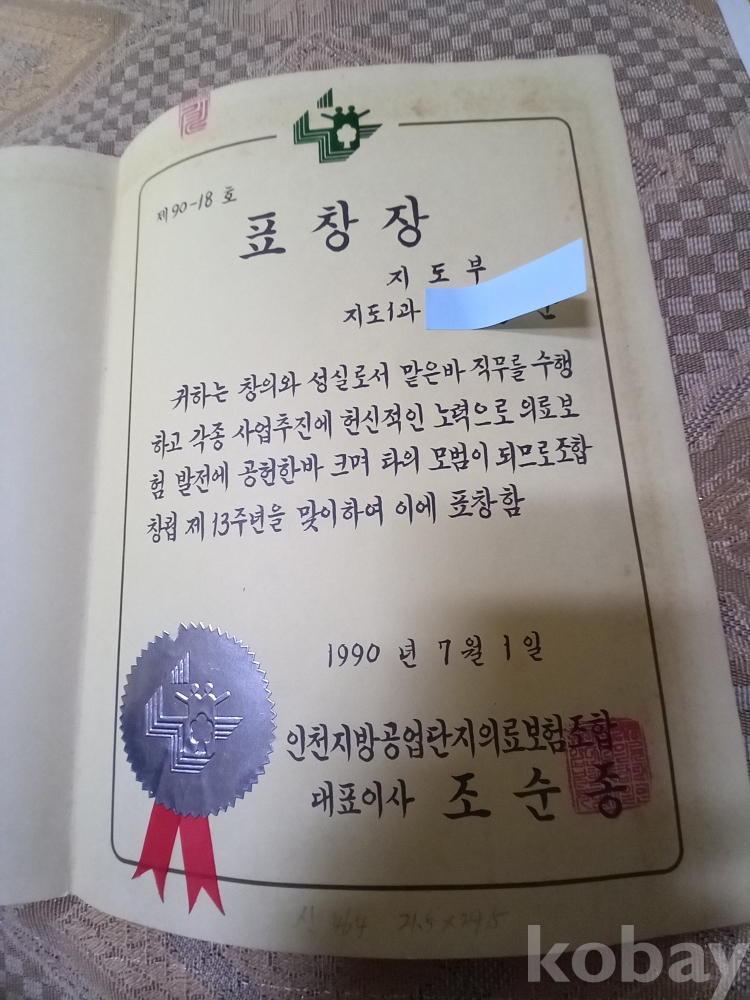 제 90-18 호
표 창 장
지 도 부
지도1과
귀하는 창의와 성실로서 맡은바 직무를 수행
하고 각종 사업추진에 헌신적인 노력으로 의료보
험 발전에 공헌한바 크며 타의 모범이 되므로 조합
창립 제 13주년을 맞이하여 이에 표창함
1990 년 7 월 1 일
인천지방공업단지의료보험조합
대표이사 조 순 종
464 21.5 x 29.5
kobay